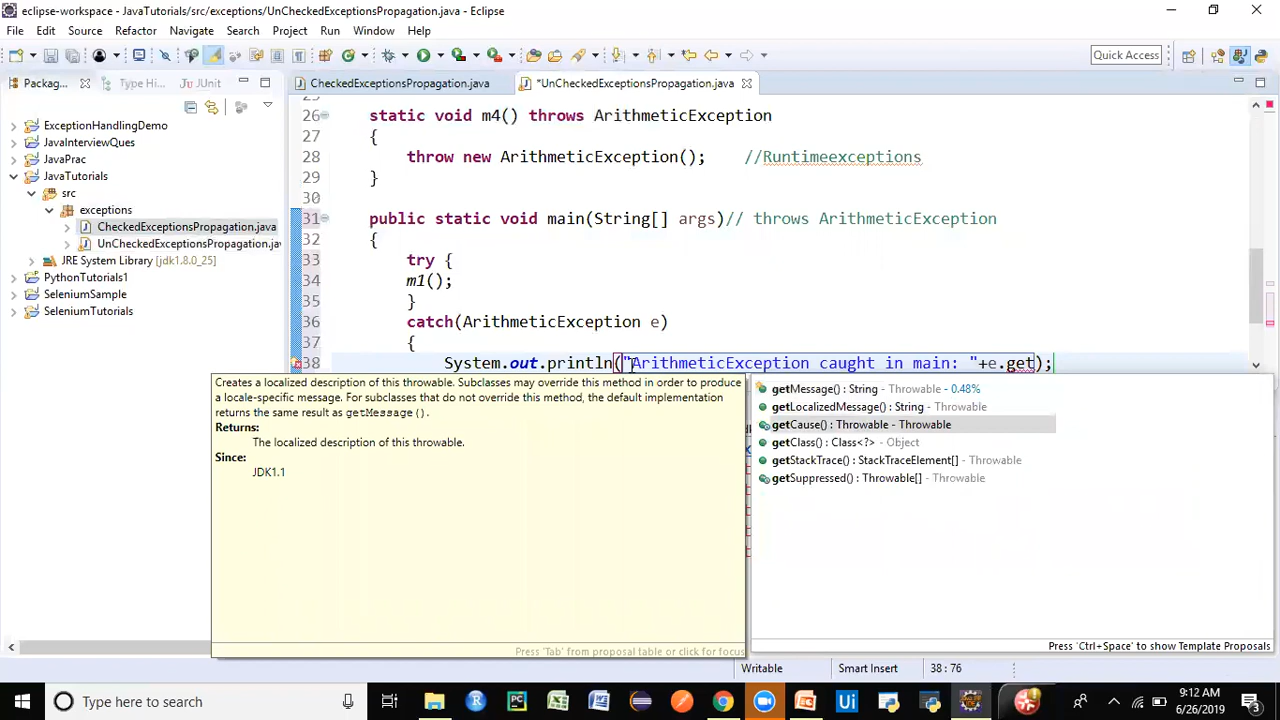 eclipse-workspace - JavaTutorials/src/exceptions/UnCheckedExceptionsPropagation.java - Eclipse
File Edit Source Refactor Navigate Search Project Run Window Help
Quick Access
Packag... Type Hi... JUnit
CheckedExceptionsPropagation.java *UnCheckedExceptionsPropagation.java
ExceptionHandlingDemo
JavaInterviewQues
JavaPrac
JavaTutorials
src
exceptions
CheckedExceptionsPropagation.java
UnCheckedExceptionsPropagation.jav
JRE System Library [jdk1.8.0_25]
PythonTutorials1
SeleniumSample
SeleniumTutorials
25
26 static void m4() throws ArithmeticException
27 {
28 throw new ArithmeticException(); //Runtimeexceptions
29 }
30
31 public static void main(String[] args)// throws ArithmeticException
32 {
33 try {
34 m1();
35 }
36 catch(ArithmeticException e)
37 {
38 System.out.println("ArithmeticException caught in main: "+e.get);
Creates a localized description of this throwable. Subclasses may override this method in order to produce
a locale-specific message. For subclasses that do not override this method, the default implementation
returns the same result as getMessage().
Returns:
The localized description of this throwable.
Since:
JDK1.1
Press 'Tab' from proposal table or click for focus
getMessage() : String - Throwable - 0.48%
getLocalizedMessage() : String - Throwable
getCause() : Throwable - Throwable
getClass() : Class<?> - Object
getStackTrace() : StackTraceElement[] - Throwable
getSuppressed() : Throwable[] - Throwable
Press 'Ctrl+Space' to show Template Proposals
Writable Smart Insert 38 : 76
Type here to search
9:12 AM
6/26/2019